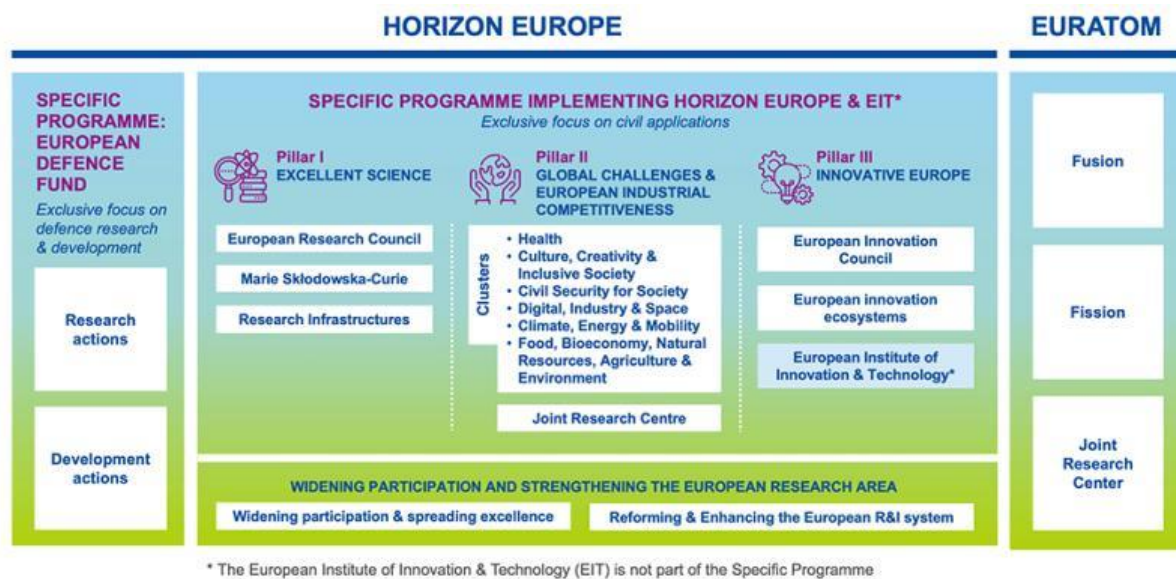 HORIZON EUROPE
EURATOM
SPECIFIC
PROGRAMME:
EUROPEAN
DEFENCE
FUND
Exclusive focus on
defence research
& development
Research
actions
Development
actions
SPECIFIC PROGRAMME IMPLEMENTING HORIZON EUROPE & EIT*
Exclusive focus on civil applications
Pillar I
EXCELLENT SCIENCE
European Research Council
Marie Skłodowska-Curie
Research Infrastructures
Pillar II
GLOBAL CHALLENGES &
EUROPEAN INDUSTRIAL
COMPETITIVENESS
Clusters
• Health
• Culture, Creativity &
Inclusive Society
• Civil Security for Society
• Digital, Industry & Space
• Climate, Energy & Mobility
• Food, Bioeconomy, Natural
Resources, Agriculture &
Environment
Joint Research Centre
Pillar III
INNOVATIVE EUROPE
European Innovation
Council
European innovation
ecosystems
European Institute of
Innovation & Technology*
WIDENING PARTICIPATION AND STRENGTHENING THE EUROPEAN RESEARCH AREA
Widening participation & spreading excellence
Reforming & Enhancing the European R&I system
Fusion
Fission
Joint
Research
Center
* The European Institute of Innovation & Technology (EIT) is not part of the Specific Programme